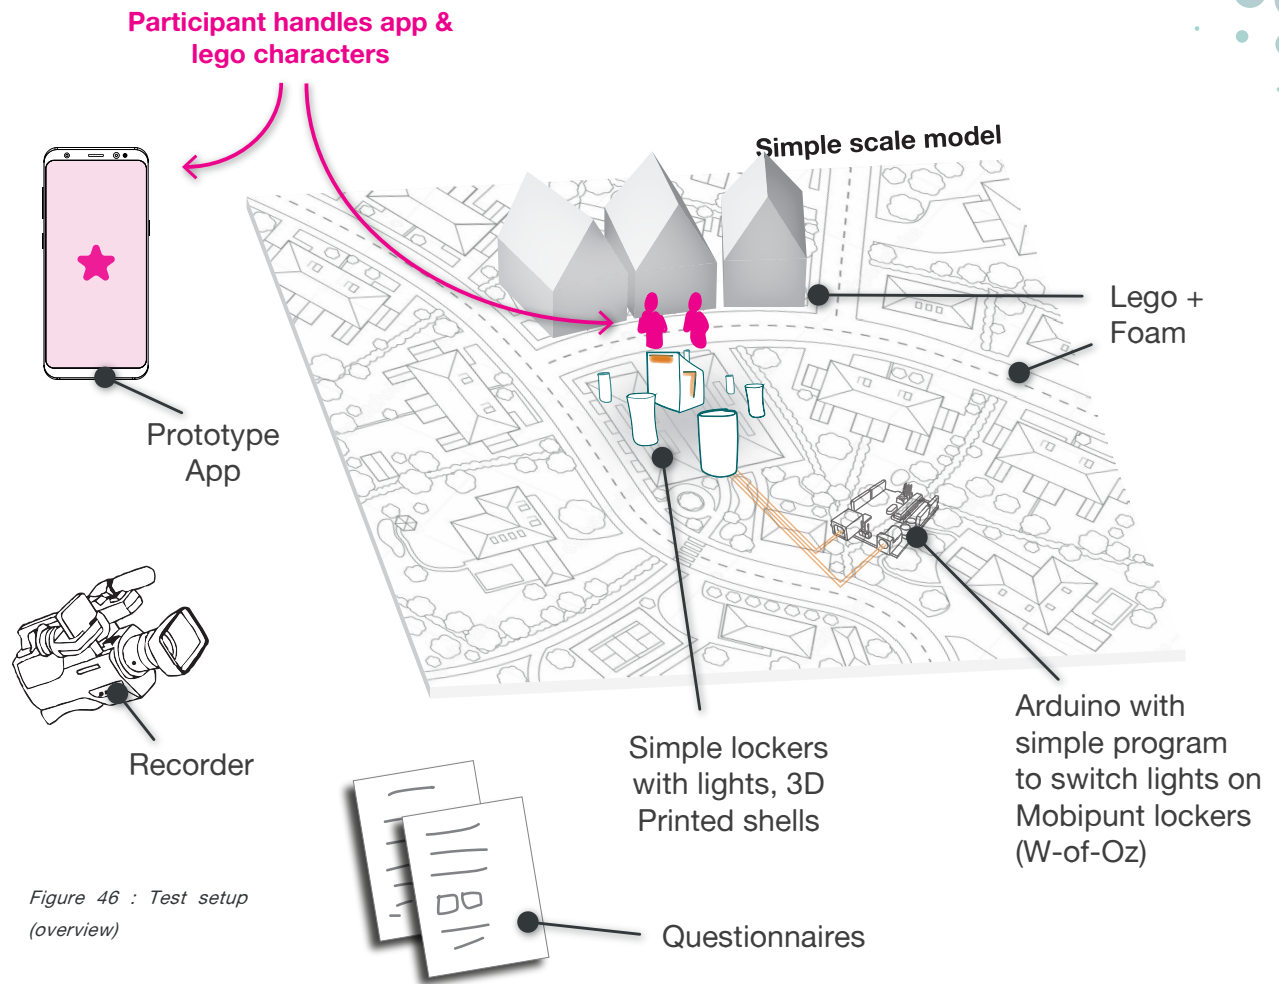 Participant handles app &
lego characters
Simple scale model
Lego +
Foam
Prototype
App
Recorder
Simple lockers
with lights, 3D
Printed shells
Arduino with
simple program
to switch lights on
Mobipunt lockers
(W-of-Oz)
Questionnaires
Figure 46 : Test setup
(overview)